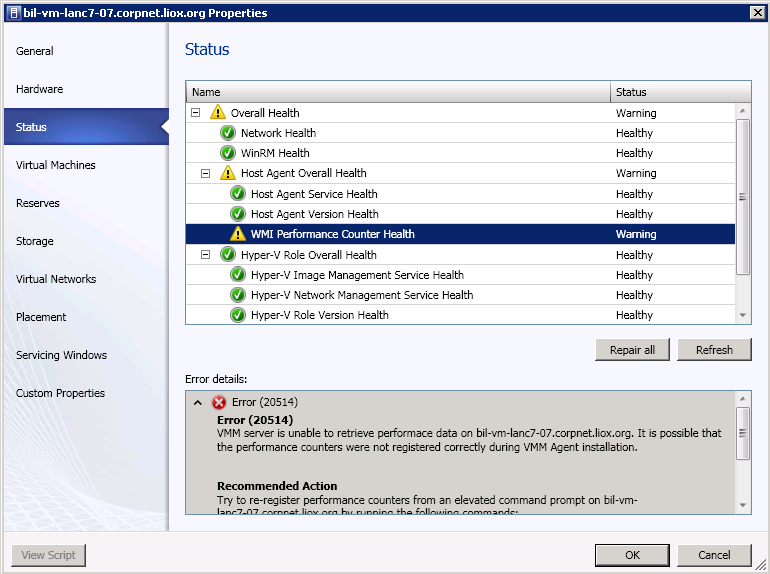 bil-vm-lanc7-07.corpnet.liox.org Properties
General
Hardware
Status
Virtual Machines
Reserves
Storage
Virtual Networks
Placement
Servicing Windows
Custom Properties
Status
Name Status
Overall Health Warning
Network Health Healthy
WinRM Health Healthy
Host Agent Overall Health Warning
Host Agent Service Health Healthy
Host Agent Version Health Healthy
WMI Performance Counter Health Warning
Hyper-V Role Overall Health Healthy
Hyper-V Image Management Service Health Healthy
Hyper-V Network Management Service Health Healthy
Hyper-V Role Version Health Healthy
Repair all Refresh
Error details:
Error (20514)
Error (20514)
VMM server is unable to retrieve performace data on bil-vm-lanc7-07.corpnet.liox.org. It is possible that
the performance counters were not registered correctly during VMM Agent installation.
Recommended Action
Try to re-register performance counters from an elevated command prompt on bil-vm-
lanc7-07.corpnet.liox.org by running the following commands:
View Script OK Cancel